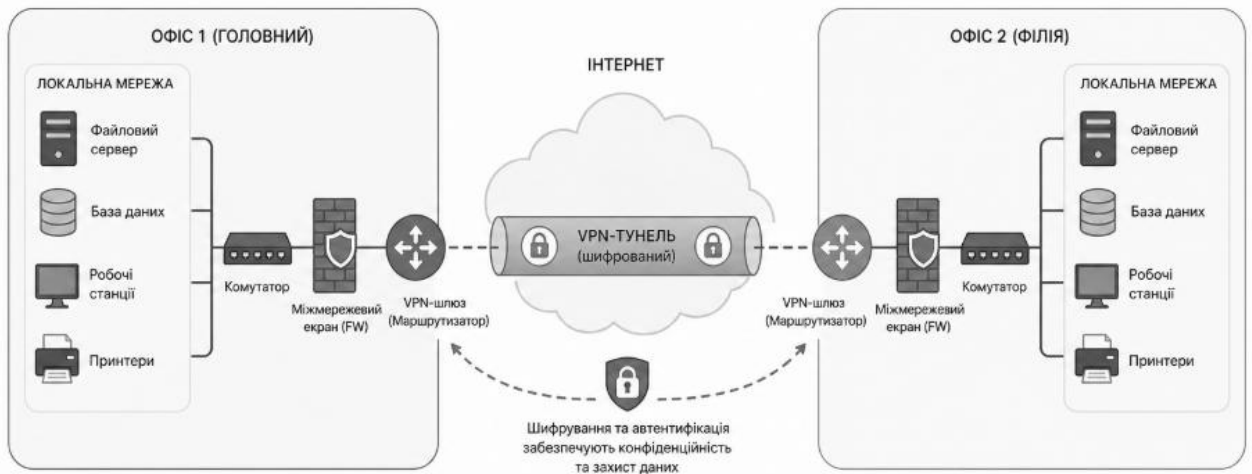 ОФІС 1 (ГОЛОВНИЙ)
ЛОКАЛЬНА МЕРЕЖА
Файловий
сервер
База даних
Робочі
станції
Принтери
Комутатор
Міжмережевий
екран (FW)
VPN-шлюз
(Маршрутизатор)
ІНТЕРНЕТ
VPN-ТУНЕЛЬ
(шифрований)
Шифрування та автентифікація
забезпечують конфіденційність
та захист даних
ОФІС 2 (ФІЛІЯ)
VPN-шлюз
(Маршрутизатор)
Міжмережевий
екран (FW)
Комутатор
ЛОКАЛЬНА МЕРЕЖА
Файловий
сервер
База даних
Робочі
станції
Принтери